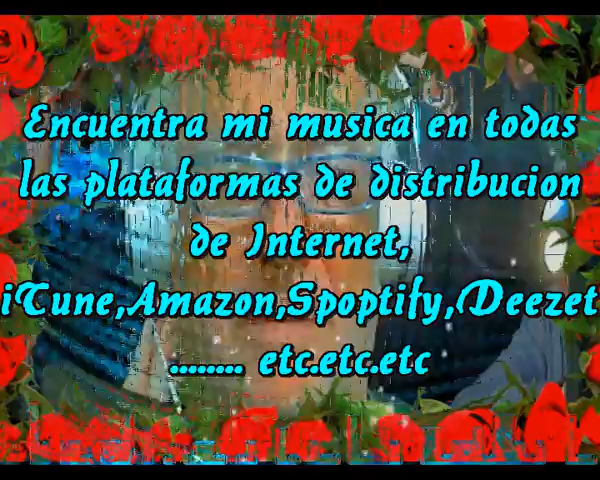 Encuentra mi musica en todas
las plataformas de distribucion
de Internet,
iTune,Amazon,Spoptify,Deezet
........ etc.etc.etc